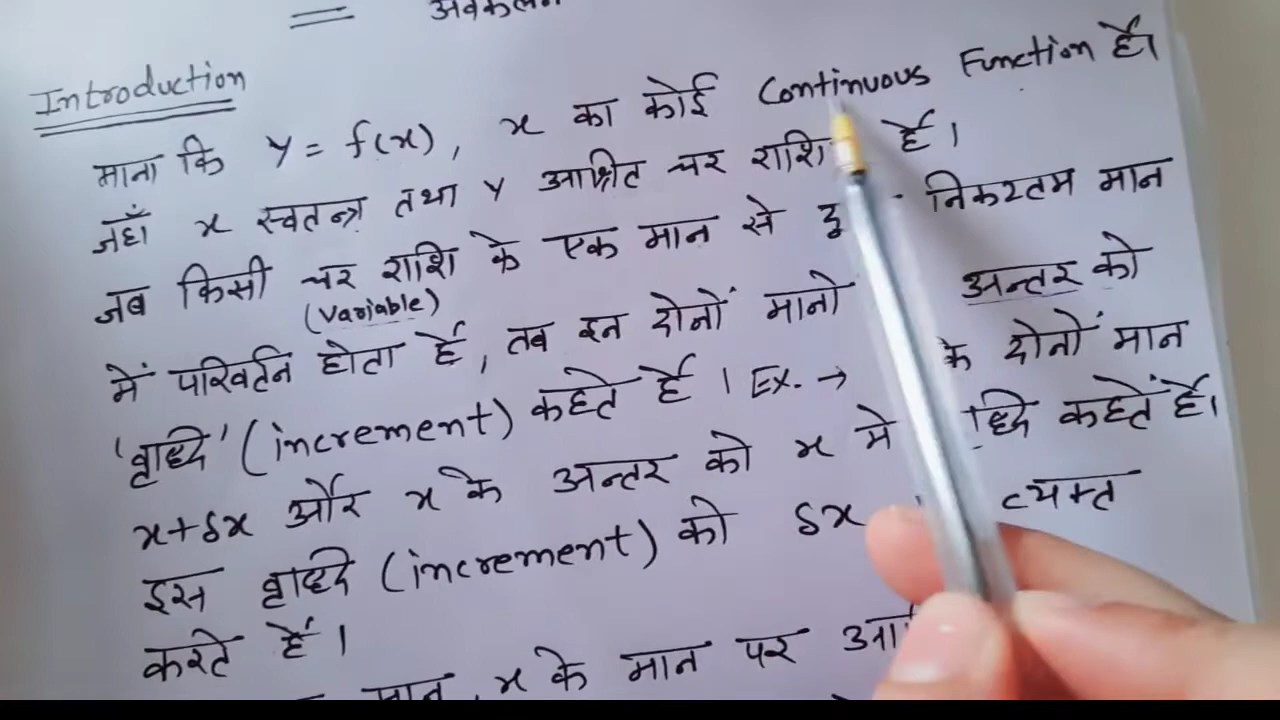 अवकलन
Introduction
माना कि y = f(x), x का कोई Continuous Function है।
जहाँ x स्वतन्त्र तथा y आश्रित चर राशि है।
जब किसी चर राशि के एक मान से निकटतम मान
(Variable)
में परिवर्तन होता है, तब इन दोनों मानो अन्तर को
'वृद्धि' (increment) कहते है। Ex. → के दोनों मान
x+δx और x के अन्तर को x मे वृद्धि कहतें है।
इस वृद्धि (increment) को δx व्यक्त
करते हैं।
मान, x के मान पर